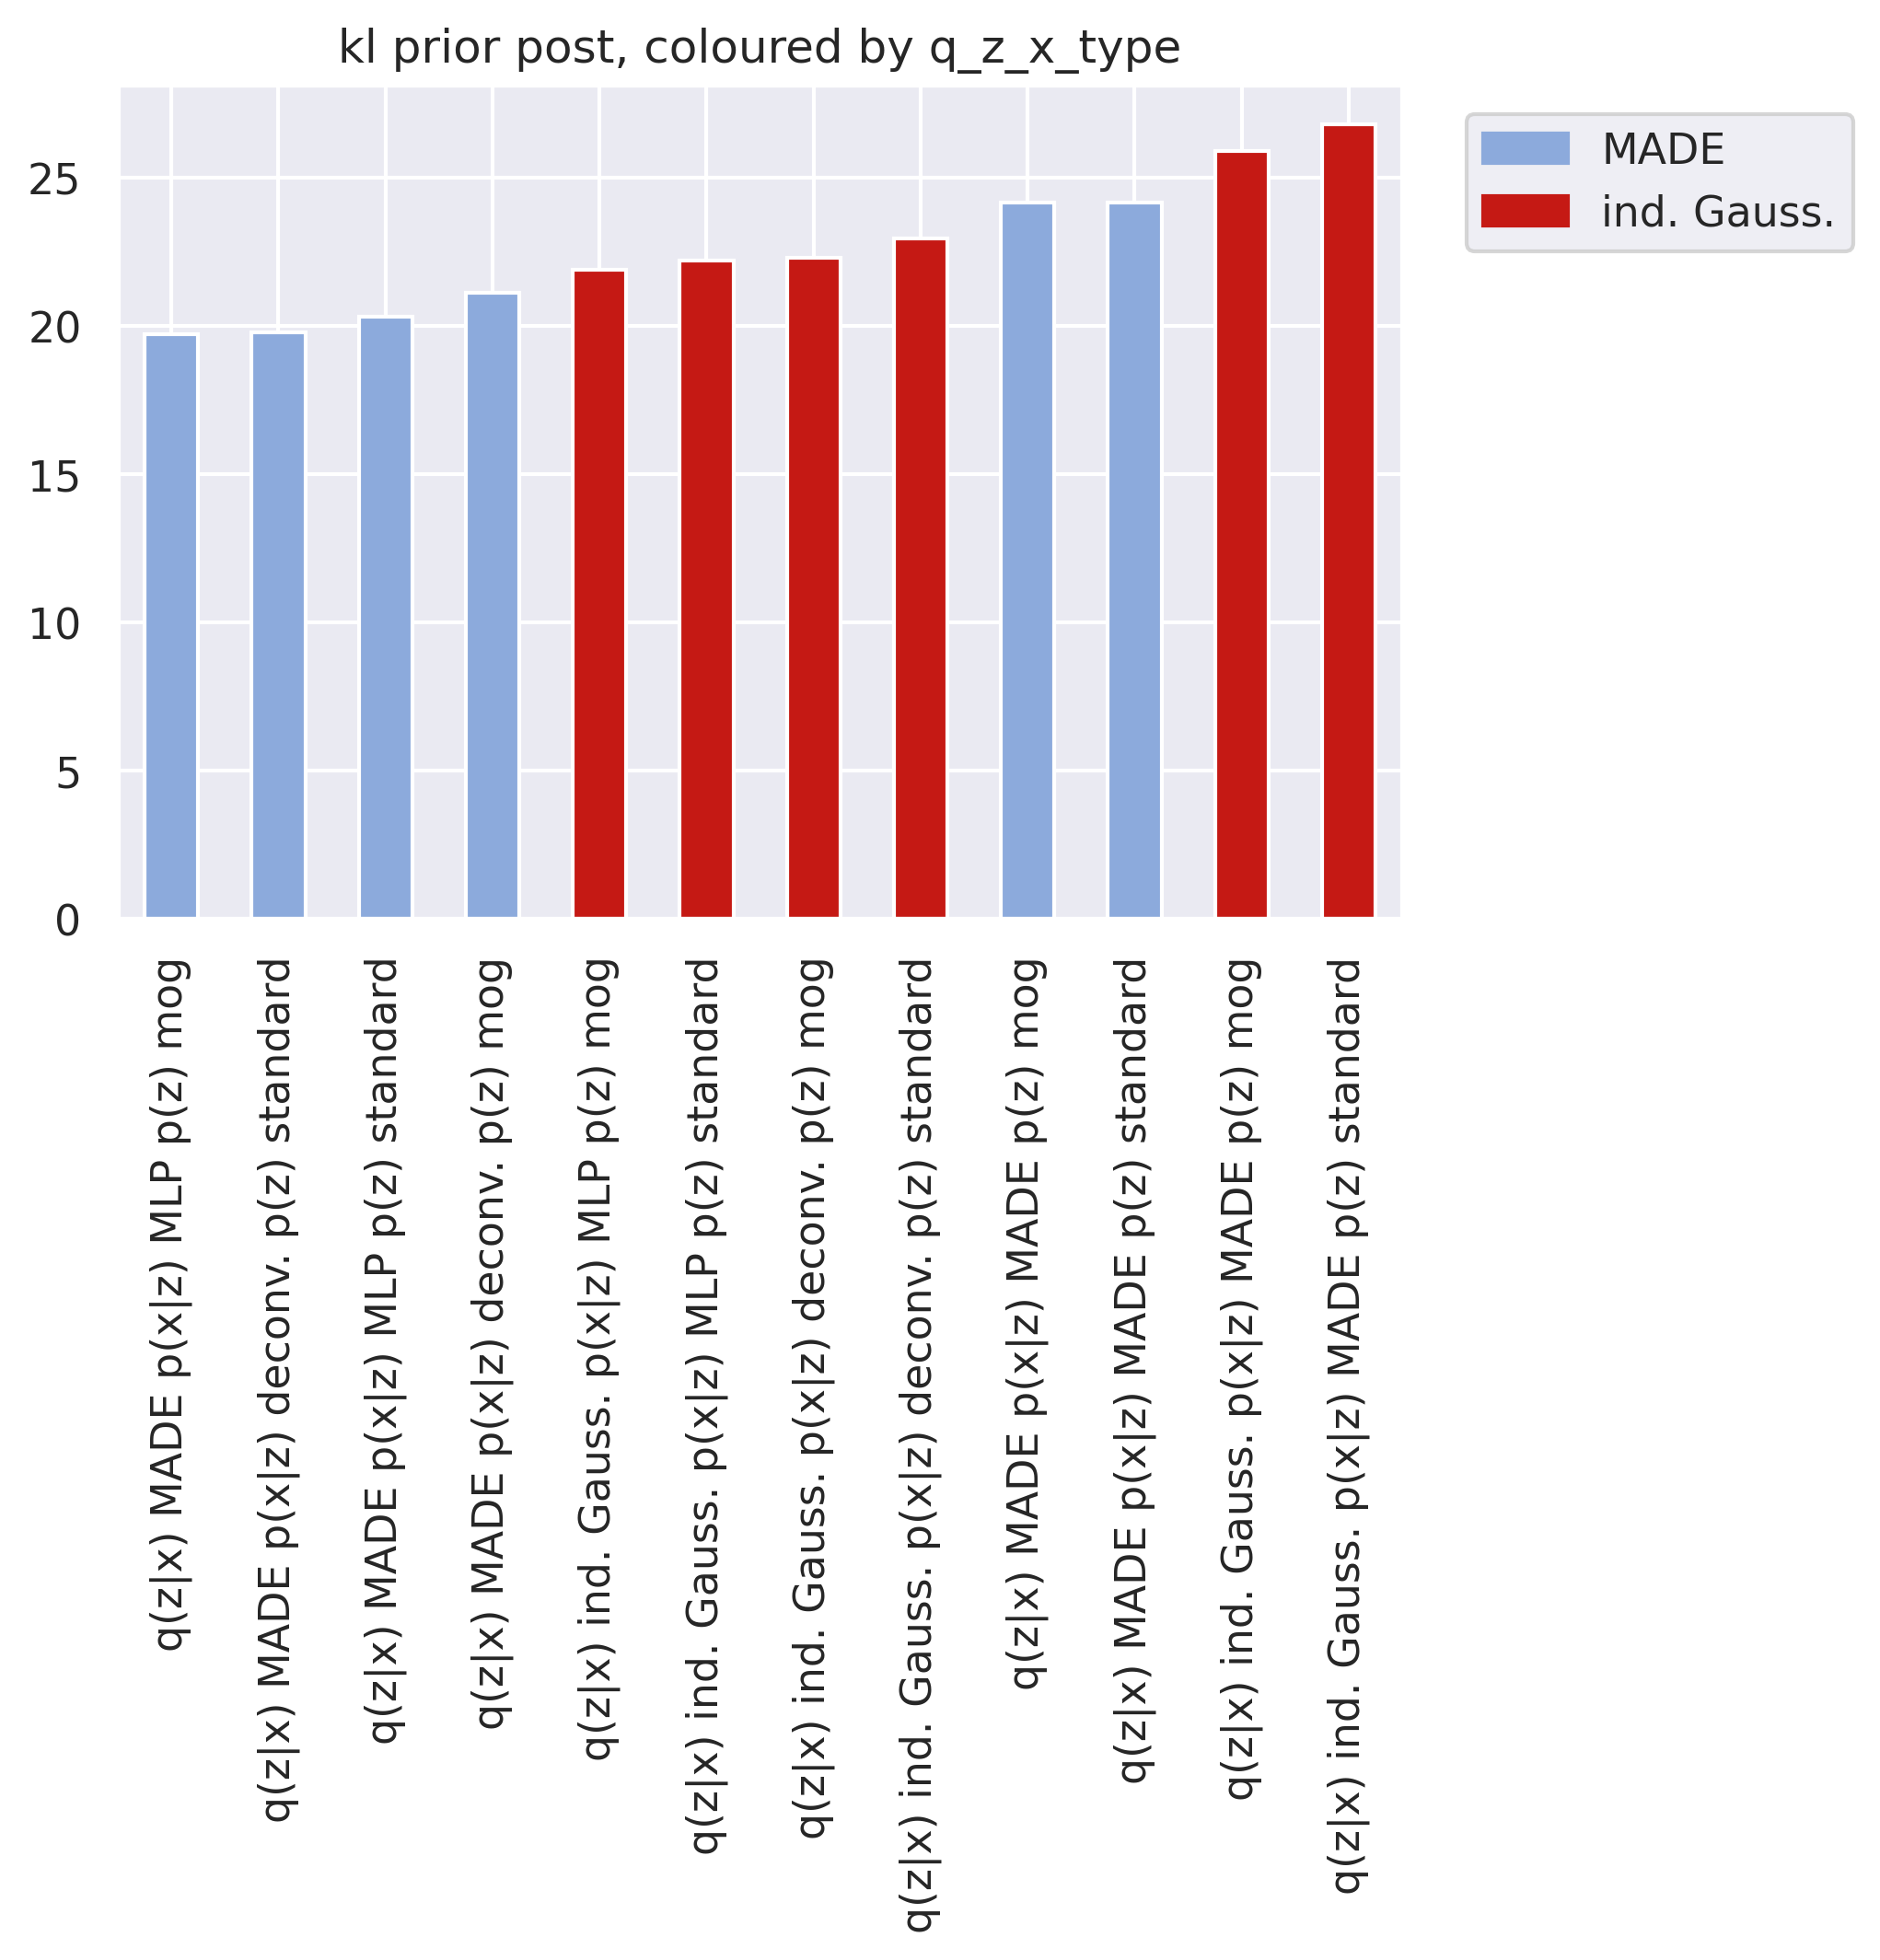 kl prior post, coloured by q_z_x_type
MADE
ind. Gauss.
25
20
15
10
5
0
q(z|x) MADE p(x|z) MLP p(z) mog
q(z|x) MADE p(x|z) deconv. p(z) standard
q(z|x) MADE p(x|z) MLP p(z) standard
q(z|x) MADE p(x|z) deconv. p(z) mog
q(z|x) ind. Gauss. p(x|z) MLP p(z) mog
q(z|x) ind. Gauss. p(x|z) MLP p(z) standard
q(z|x) ind. Gauss. p(x|z) deconv. p(z) mog
q(z|x) ind. Gauss. p(x|z) deconv. p(z) standard
q(z|x) MADE p(x|z) MADE p(z) mog
q(z|x) MADE p(x|z) MADE p(z) standard
q(z|x) ind. Gauss. p(x|z) MADE p(z) mog
q(z|x) ind. Gauss. p(x|z) MADE p(z) standard